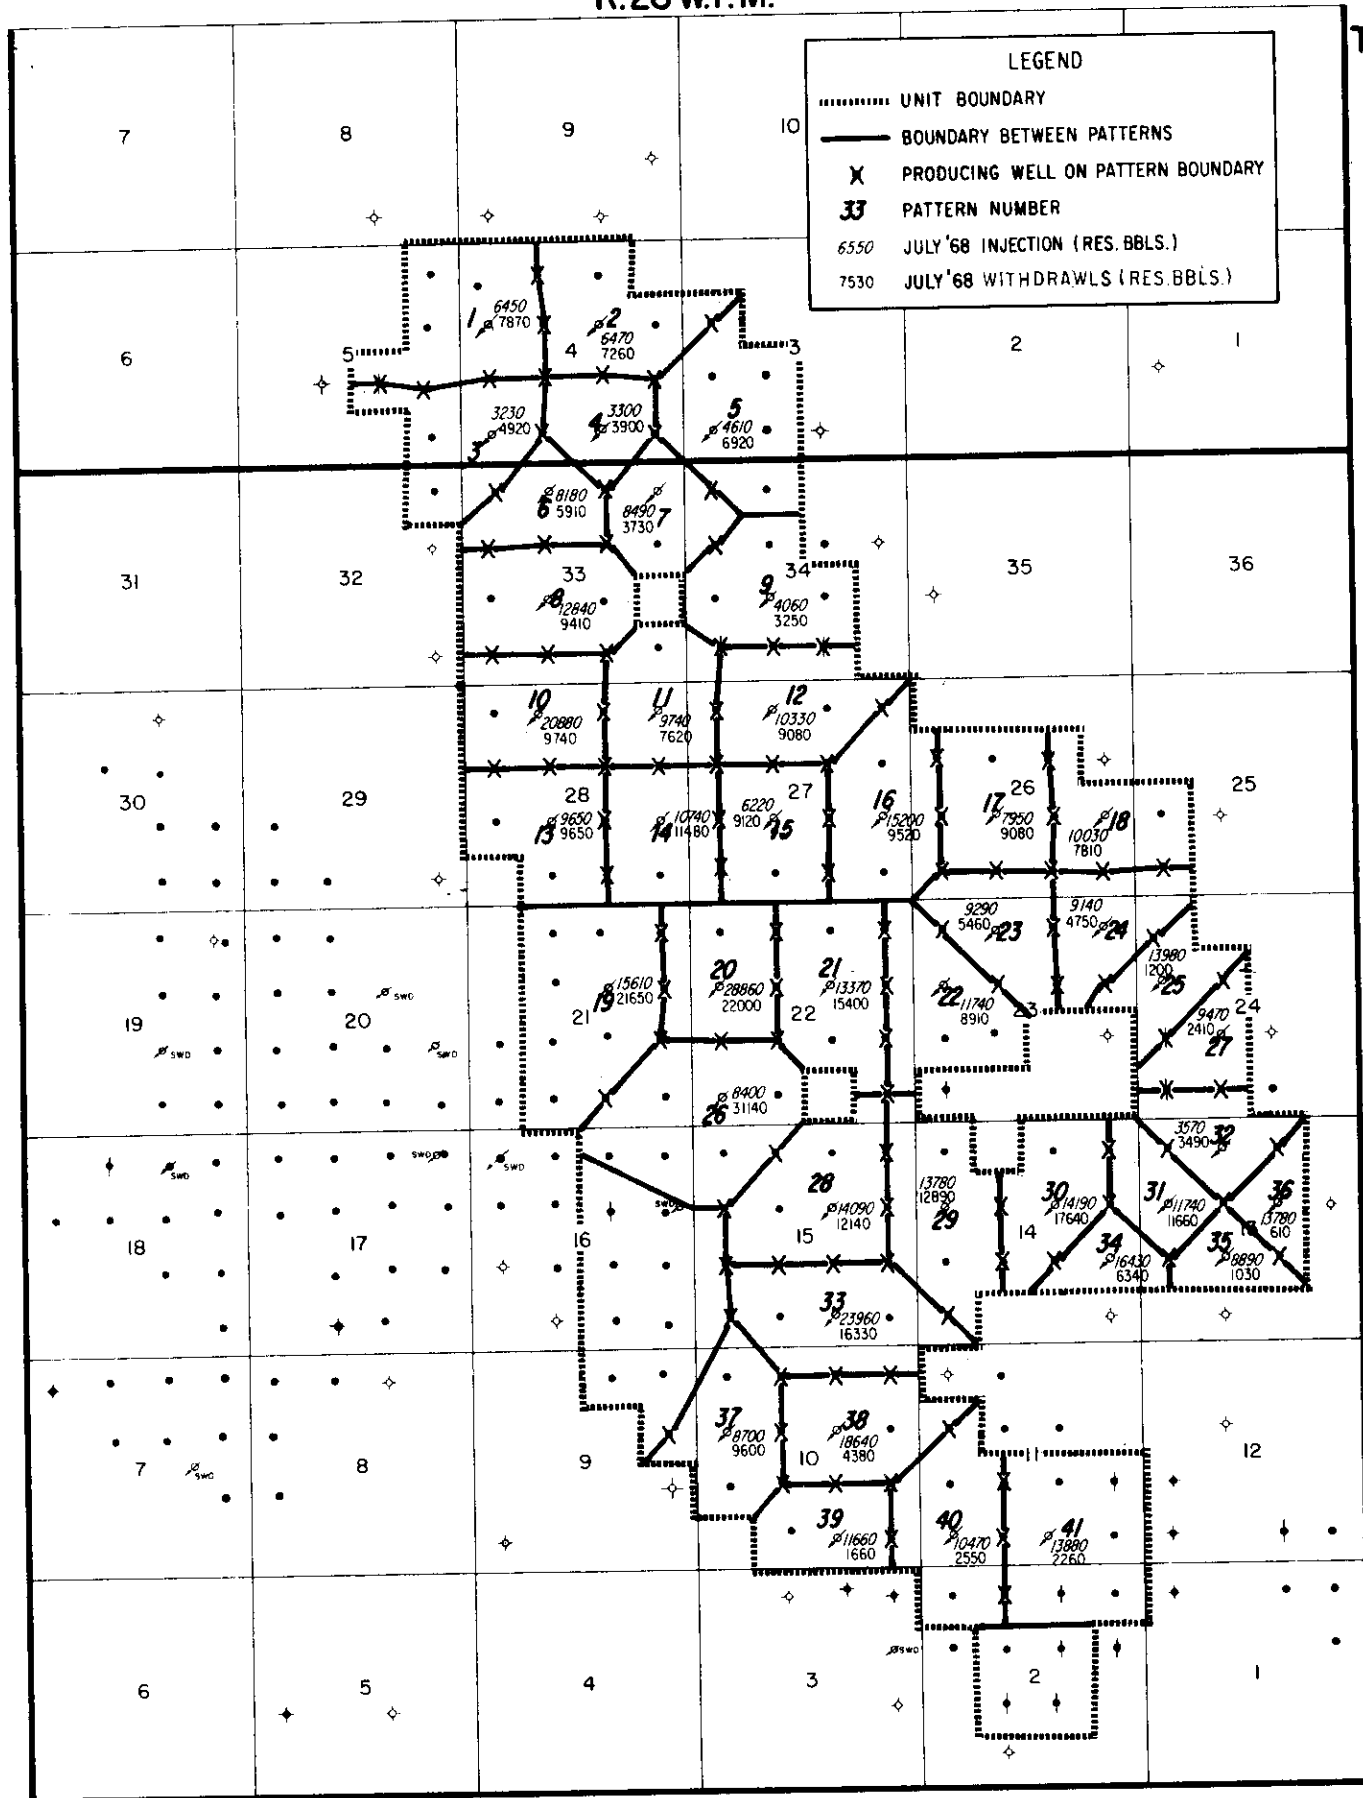 R.28 W.P.M.
LEGEND
UNIT BOUNDARY
BOUNDARY BETWEEN PATTERNS
PRODUCING WELL ON PATTERN BOUNDARY
33 PATTERN NUMBER
6550 JULY '68 INJECTION (RES. BBLS.)
7530 JULY '68 WITHDRAWLS (RES. BBLS.)
7 8 9 10
6 5 4 3 2 1
1 6450 7870
2 6470 7260
3 3230 4920
4 3300 3900
5 4610 6920
6 8180 5910
7 8490 3730
31 32 33 34 35 36
8 12840 9410
9 4060 3250
10 20880 9740
11 9740 7620
12 10330 9080
30 29 28 27 26 25
13 9650 9650
14 10740 11480
15 6220 9120
16 15200 9520
17 7950 9080
18 10030 7810
19 15610 21650
20 28860 22000
21 13370 15400
22 11740 8910
23 9290 5460
24 9140 4750
25 13980 1200
19 20 21 22 23 24
SWD
SWD
SWD
26 8400 31140
27 9470 2410
SWD
SWD
SWD
SWD
28 14090 12140
29 13780 12890
30 14190 17640
31 11740 11660
32 3570 3490
36 13780 610
18 17 16 15 14 13
33 23960 16330
34 16430 6340
35 8890 1030
37 8700 9600
38 18640 4380
7 8 9 10 11 12
SWD
39 11660 1660
40 10470 2550
41 13880 2260
SWD
6 5 4 3 2 1